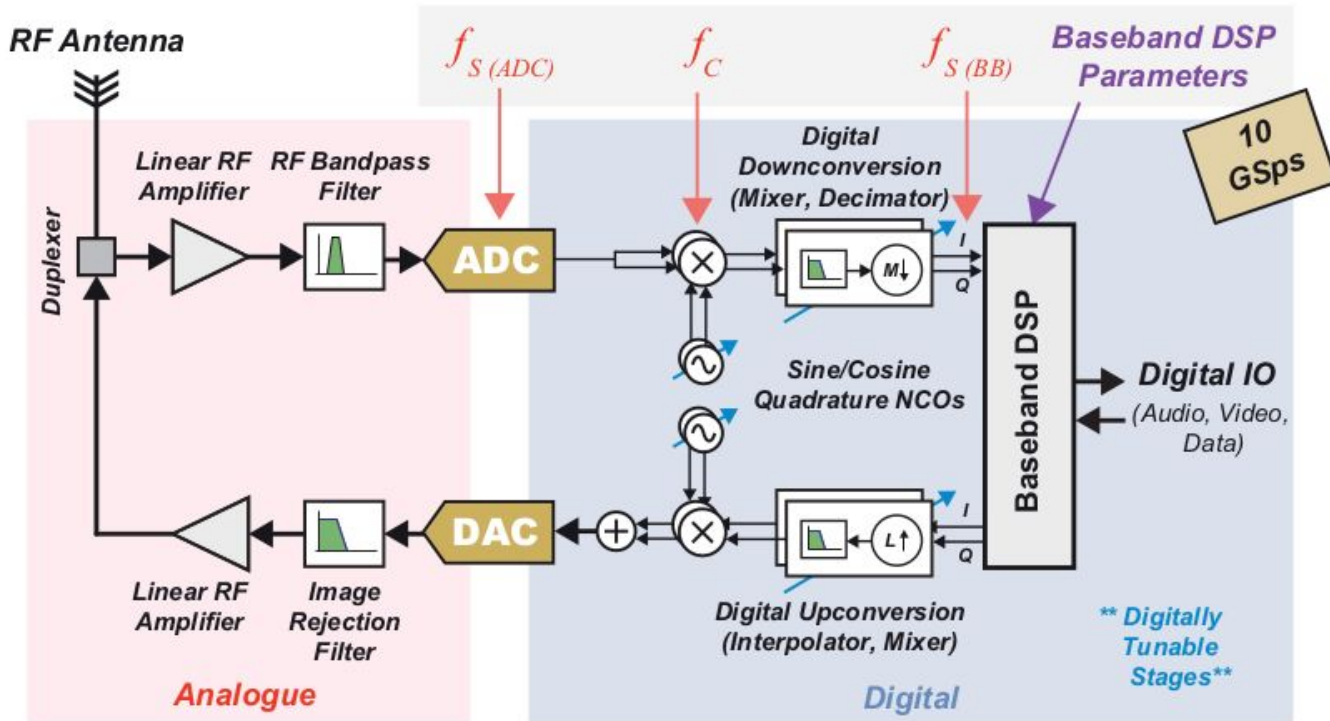 RF Antenna
f S (ADC)
f C
f S (BB)
Baseband DSP
Parameters
10
GSps
Linear RF
Amplifier
RF Bandpass
Filter
Digital
Downconversion
(Mixer, Decimator)
Duplexer
ADC
M↓
I
Q
Sine/Cosine
Quadrature NCOs
Baseband DSP
Digital IO
(Audio, Video,
Data)
DAC
L↑
I
Q
Linear RF
Amplifier
Image
Rejection
Filter
Digital Upconversion
(Interpolator, Mixer)
** Digitally
Tunable
Stages**
Analogue
Digital